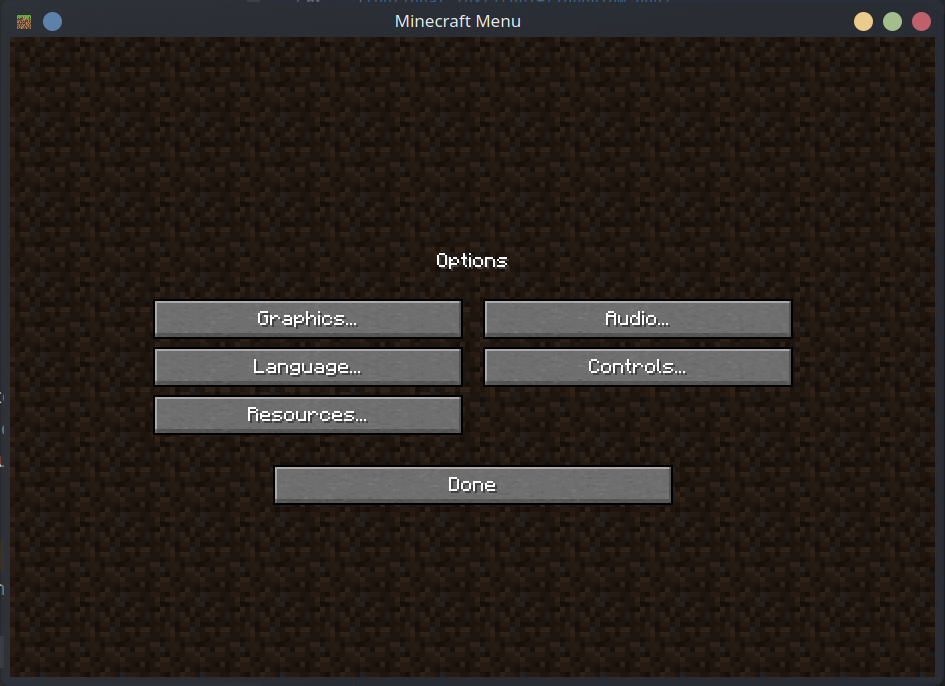 Minecraft Menu
Options
Graphics...
Audio...
Language...
Controls...
Resources...
Done